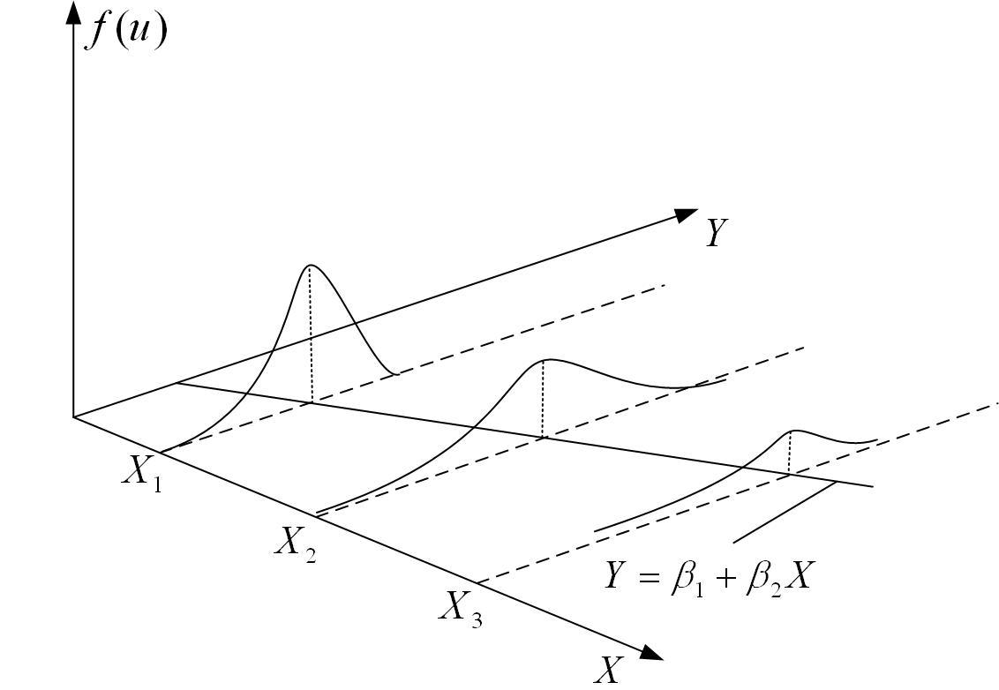 f(u)
Y
X₁
X₂
X₃
Y = β₁ + β₂X
X